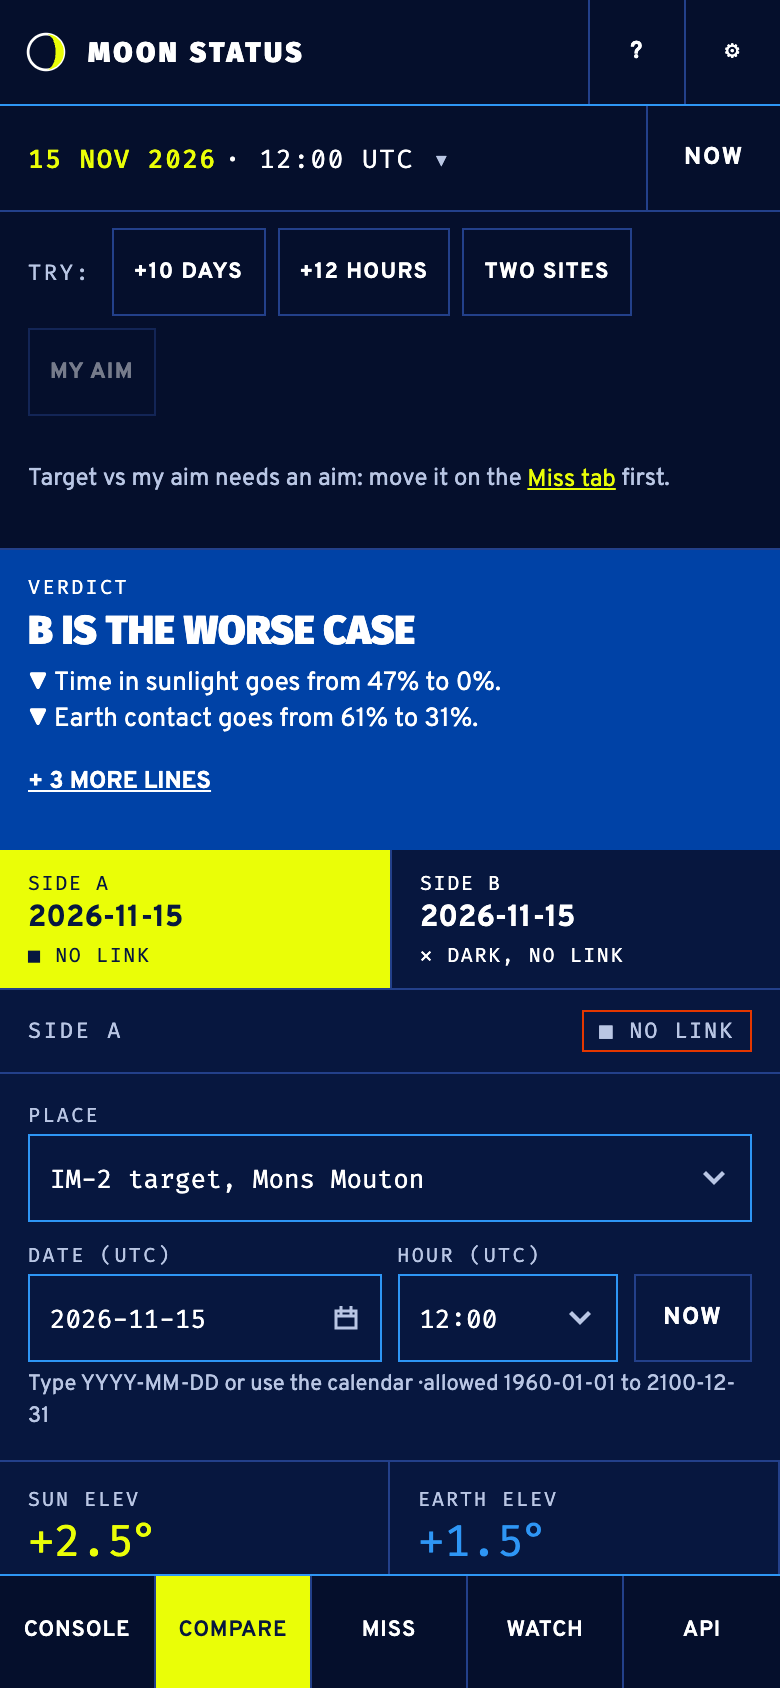 MOON STATUS
?
15 NOV 2026 · 12:00 UTC ▼
NOW
TRY:
+10 DAYS
+12 HOURS
TWO SITES
MY AIM
Target vs my aim needs an aim: move it on the Miss tab first.
VERDICT
B IS THE WORSE CASE
▼ Time in sunlight goes from 47% to 0%.
▼ Earth contact goes from 61% to 31%.
+ 3 MORE LINES
SIDE A
2026-11-15
■ NO LINK
SIDE B
2026-11-15
× DARK, NO LINK
SIDE A
■ NO LINK
PLACE
IM-2 target, Mons Mouton
DATE (UTC)
HOUR (UTC)
2026-11-15
12:00
NOW
Type YYYY-MM-DD or use the calendar ·allowed 1960-01-01 to 2100-12-
31
SUN ELEV
+2.5°
EARTH ELEV
+1.5°
CONSOLE
COMPARE
MISS
WATCH
API